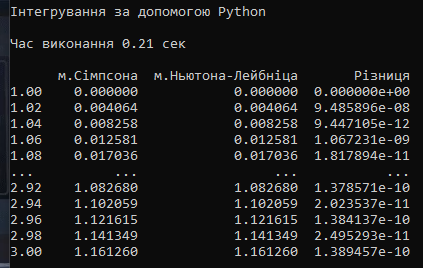 Інтегрування за допомогою Python
Час виконання 0.21 сек
м.Сімпсона м.Ньютона-Лейбніца Різниця
1.00 0.000000 0.000000 0.000000e+00
1.02 0.004064 0.004064 9.485896e-08
1.04 0.008258 0.008258 9.447105e-12
1.06 0.012581 0.012581 1.067231e-09
1.08 0.017036 0.017036 1.817894e-11
... ... ... ...
2.92 1.082680 1.082680 1.378571e-10
2.94 1.102059 1.102059 2.023537e-11
2.96 1.121615 1.121615 1.384137e-10
2.98 1.141349 1.141349 2.495293e-11
3.00 1.161260 1.161260 1.389457e-10